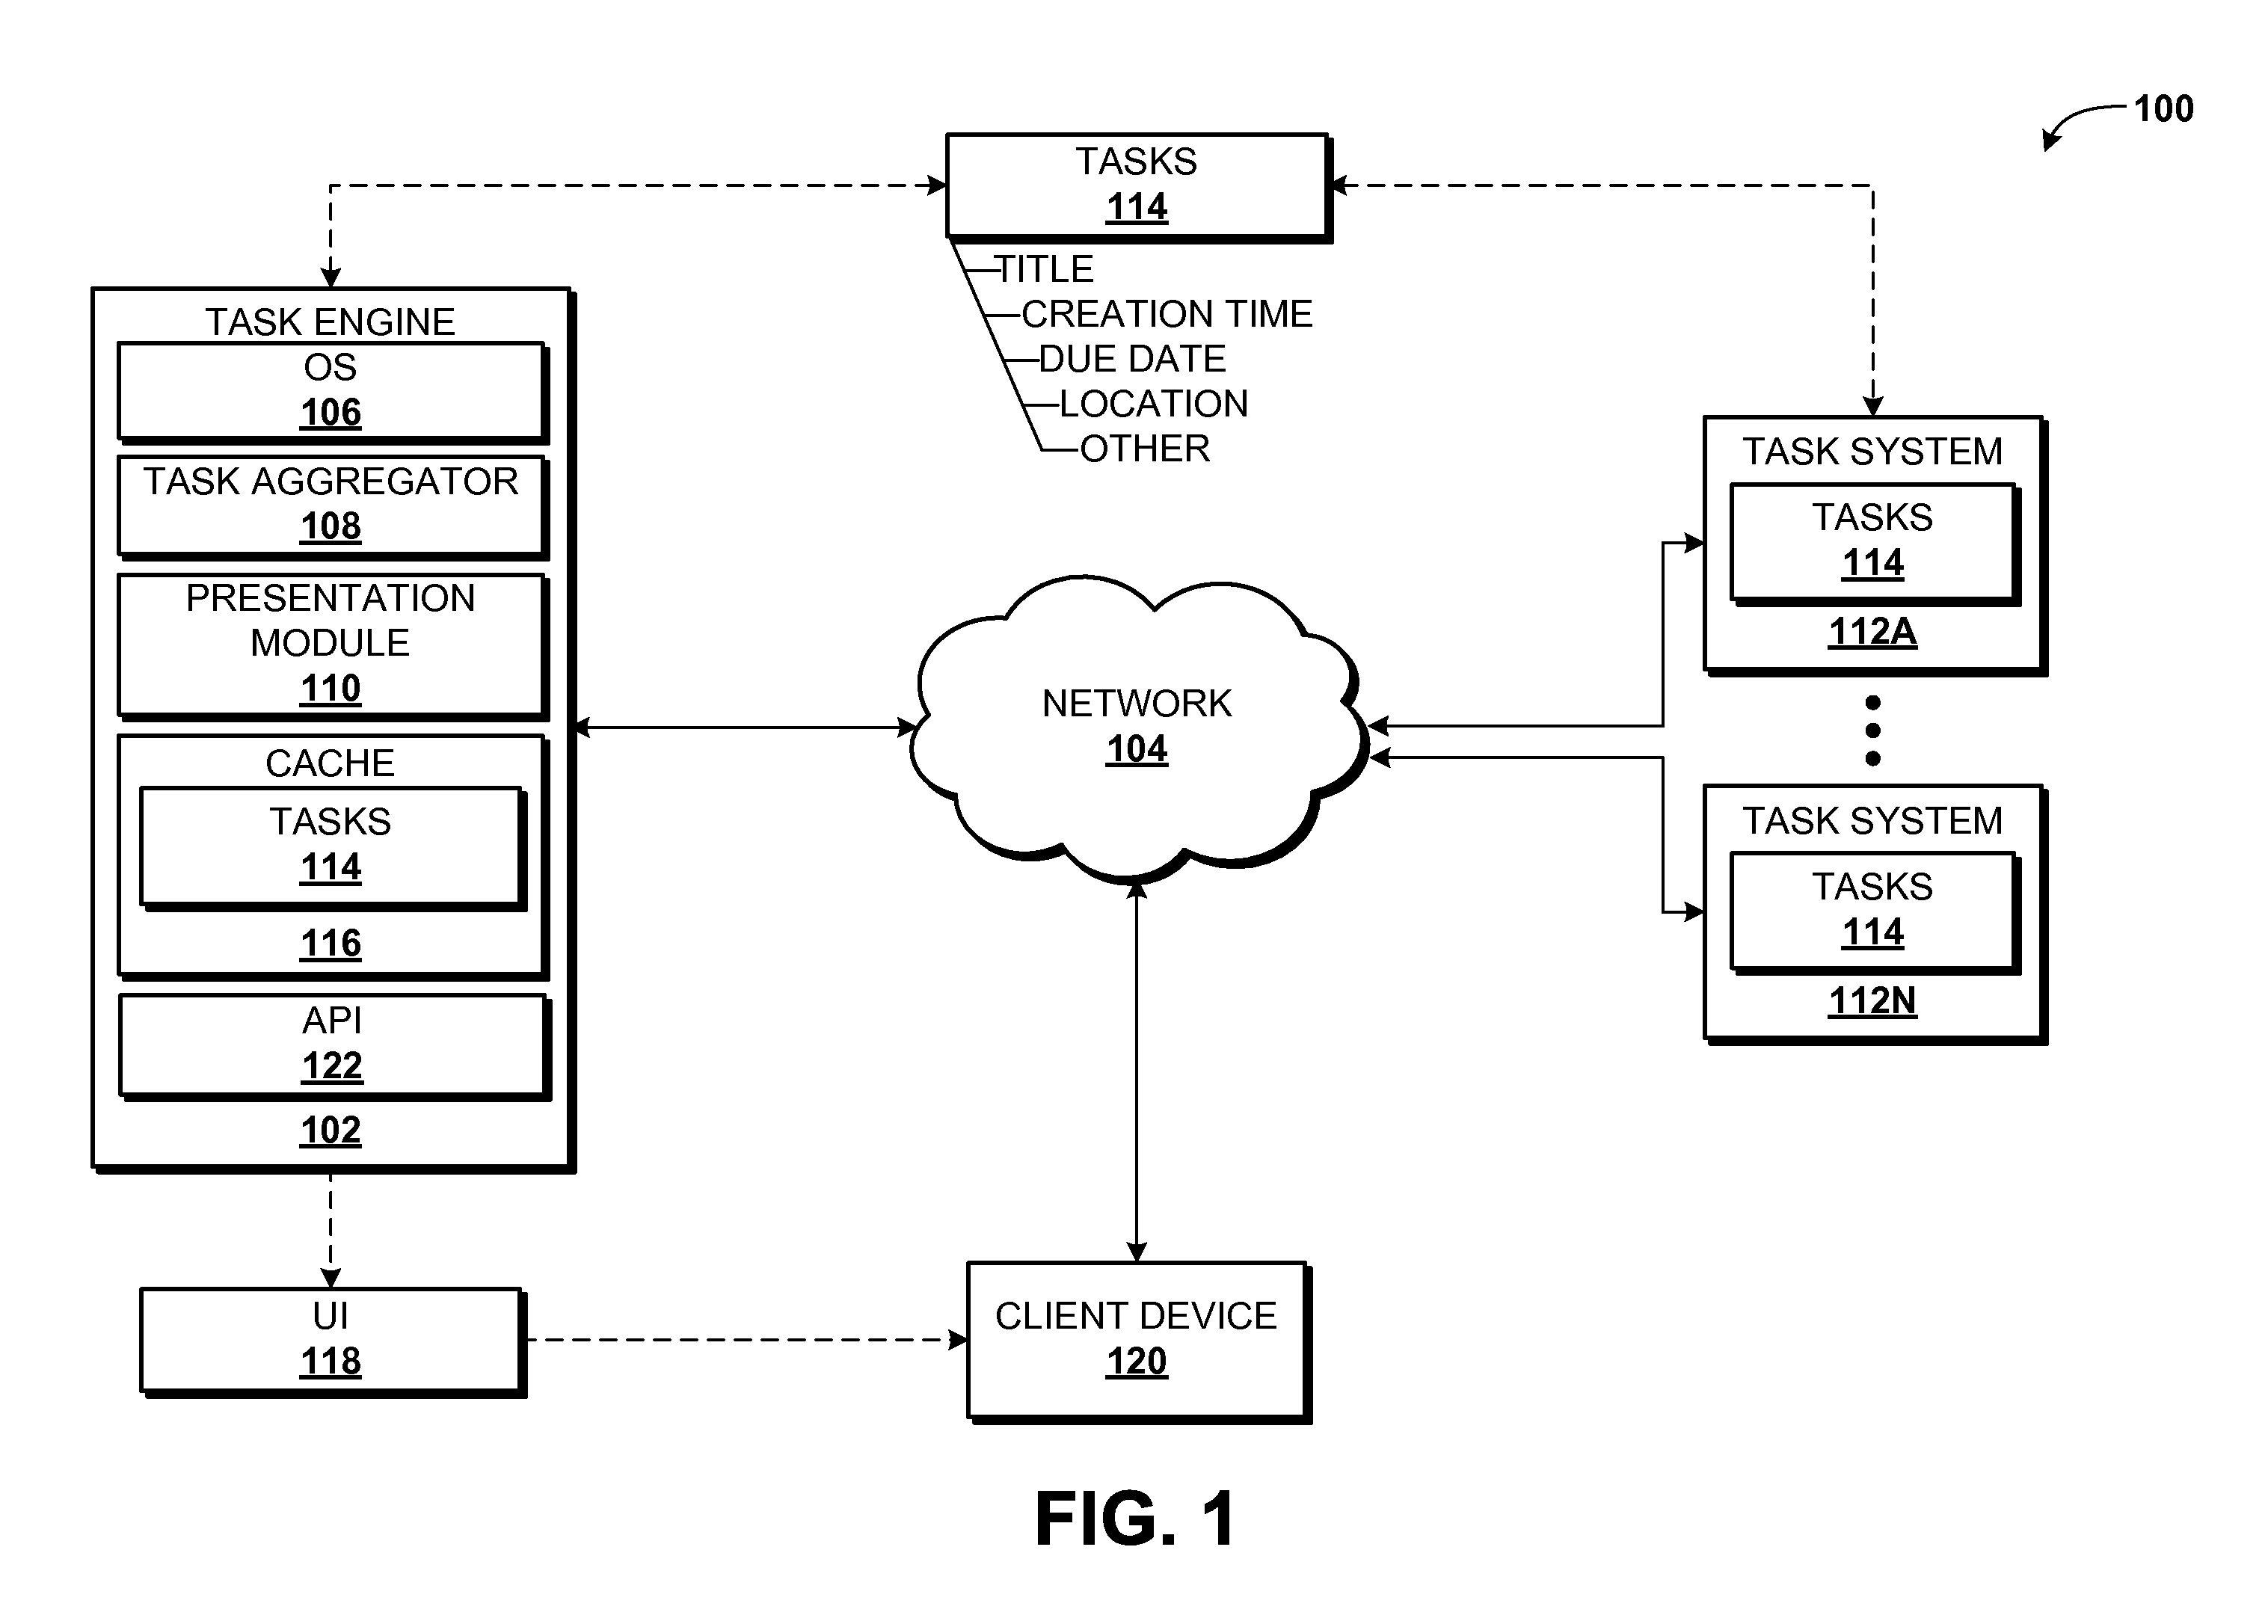 100
TASKS
114
TITLE
CREATION TIME
DUE DATE
LOCATION
OTHER
TASK ENGINE
OS
106
TASK AGGREGATOR
108
PRESENTATION
MODULE
110
CACHE
TASKS
114
116
API
122
102
NETWORK
104
TASK SYSTEM
TASKS
114
112A
TASK SYSTEM
TASKS
114
112N
UI
118
CLIENT DEVICE
120
FIG. 1